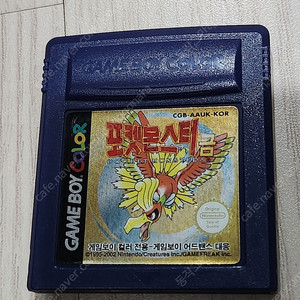 GAME BOY COLOR
CGB-AAUK-KOR
포켓몬스터 금
GAME BOY COLOR
Original
Nintendo
게임보이 컬러 전용-게임보이 어드밴스 대응
©1995-2002 Nintendo/Creatures inc./GAMEFREAK inc.